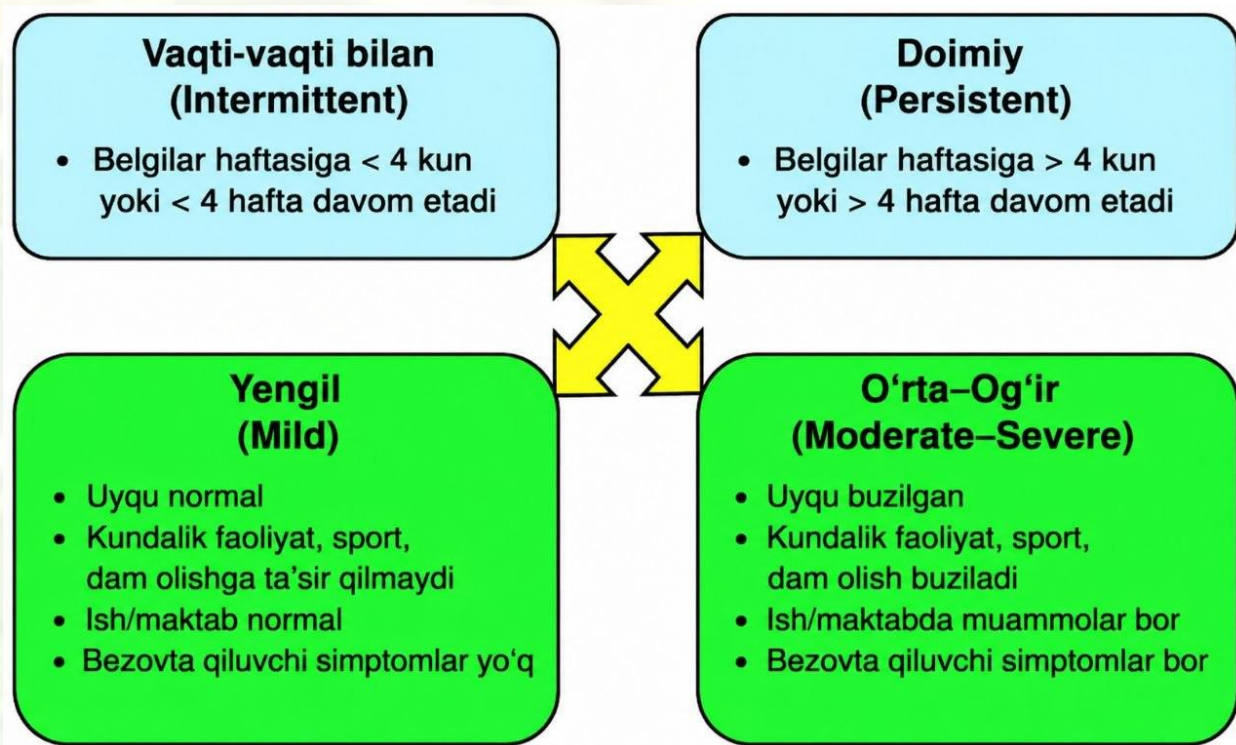 Vaqti-vaqti bilan
(Intermittent)
• Belgilar haftasiga < 4 kun
yoki < 4 hafta davom etadi
Doimiy
(Persistent)
• Belgilar haftasiga > 4 kun
yoki > 4 hafta davom etadi
Yengil
(Mild)
• Uyqu normal
• Kundalik faoliyat, sport,
dam olishga ta'sir qilmaydi
• Ish/maktab normal
• Bezovta qiluvchi simptomlar yo‘q
O‘rta–Og‘ir
(Moderate–Severe)
• Uyqu buzilgan
• Kundalik faoliyat, sport,
dam olish buziladi
• Ish/maktabda muammolar bor
• Bezovta qiluvchi simptomlar bor